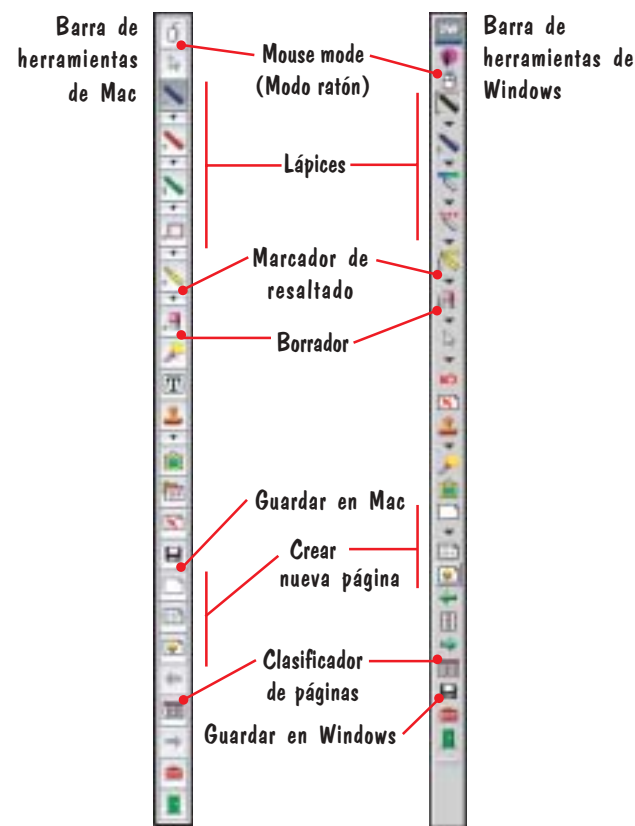 Barra de
herramientas
de Mac
Barra de
herramientas de
Windows
Mouse mode
(Modo ratón)
Lápices
Marcador de
resaltado
Borrador
T
Guardar en Mac
Crear
nueva página
Clasificador
de páginas
Guardar en Windows